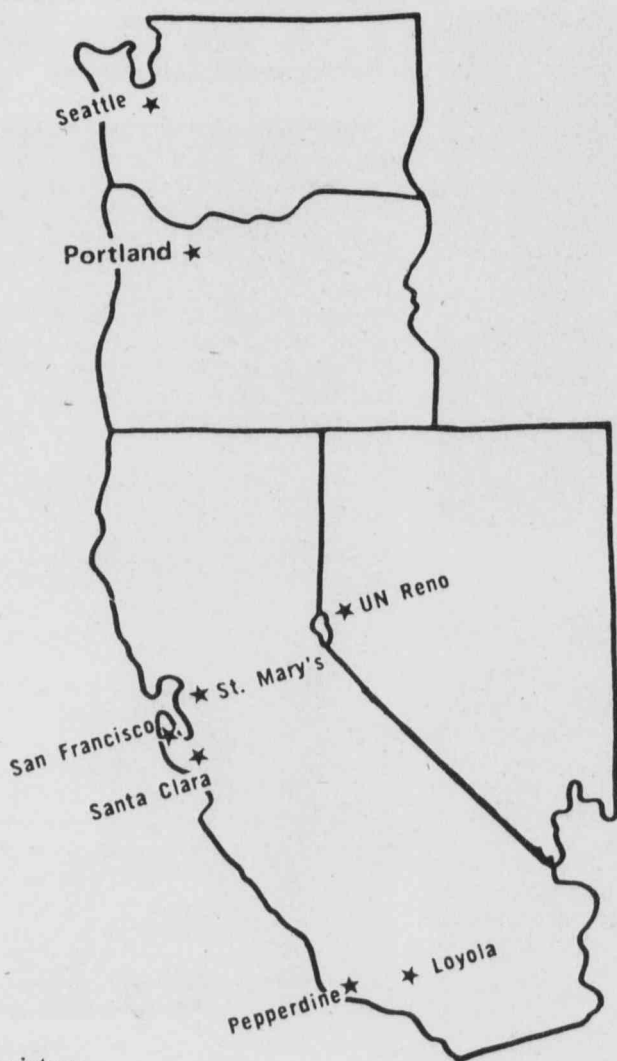 Seattle
Portland
UN Reno
St. Mary's
San Francisco
Santa Clara
Loyola
Pepperdine